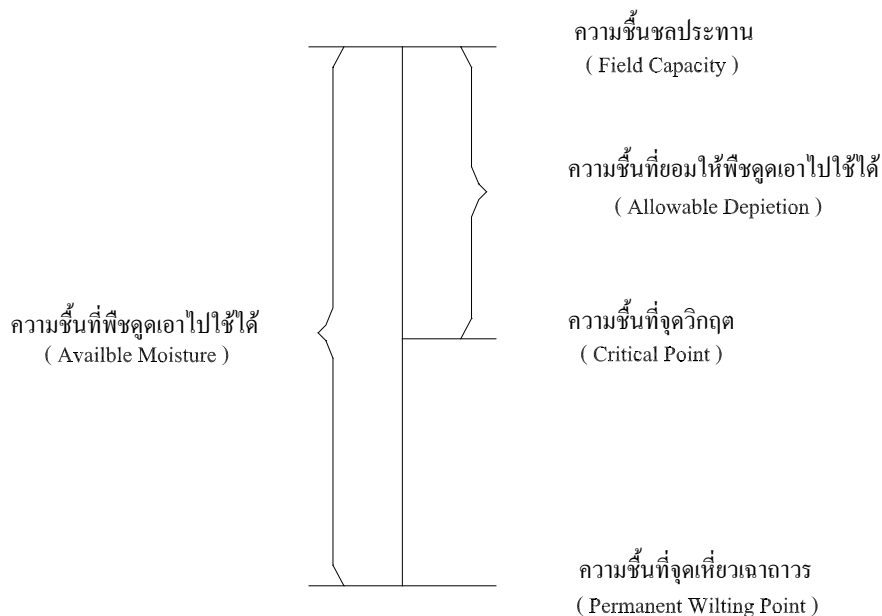 ความชื้นชลประทาน
( Field Capacity )
ความชื้นที่ยอมให้พืชดูดเอาไปใช้ได้
( Allowable Depietion )
ความชื้นที่พืชดูดเอาไปใช้ได้
( Availble Moisture )
ความชื้นที่จุดวิกฤต
( Critical Point )
ความชื้นที่จุดเหี่ยวเฉาถาวร
( Permanent Wilting Point )